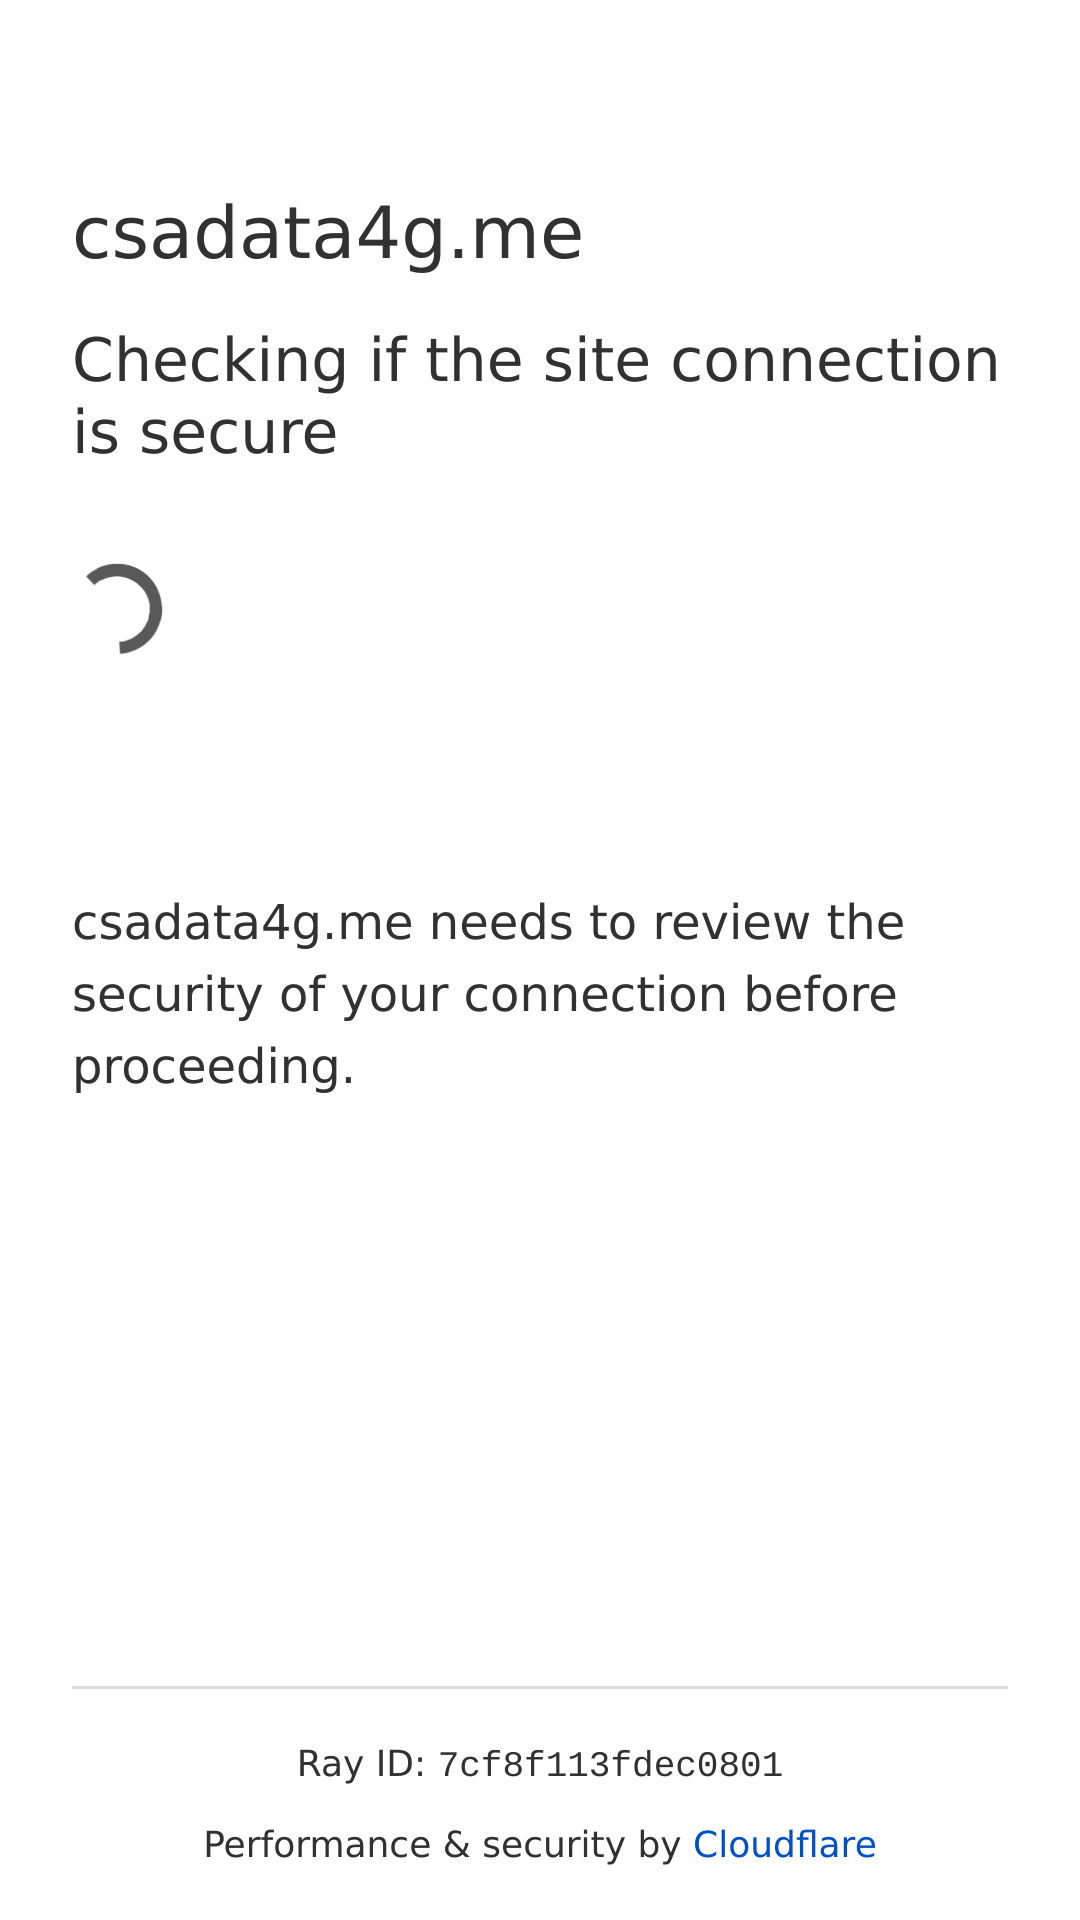 csadata4g.me
Checking if the site connection
is secure
csadata4g.me needs to review the
security of your connection before
proceeding.
Ray ID: 7cf8f113fdec0801
Performance & security by Cloudflare